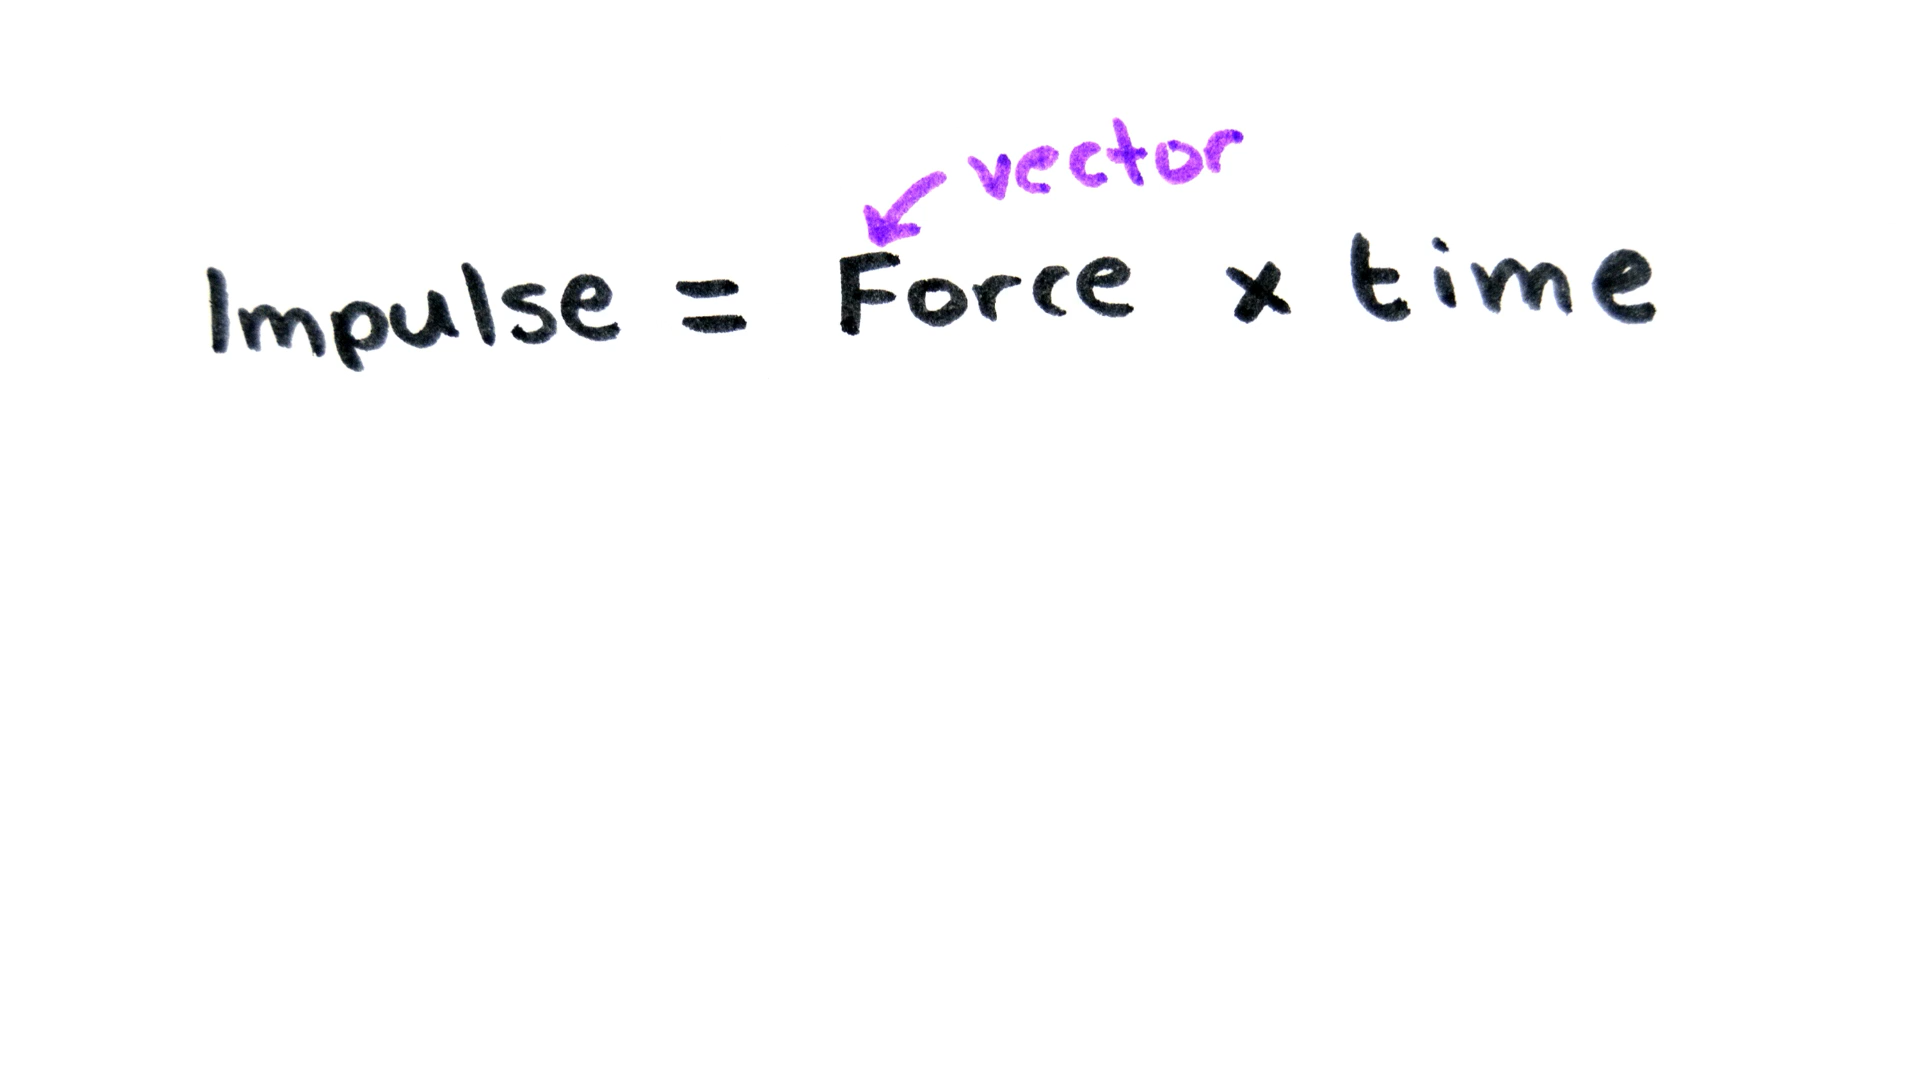 vector
Impulse = Force x time